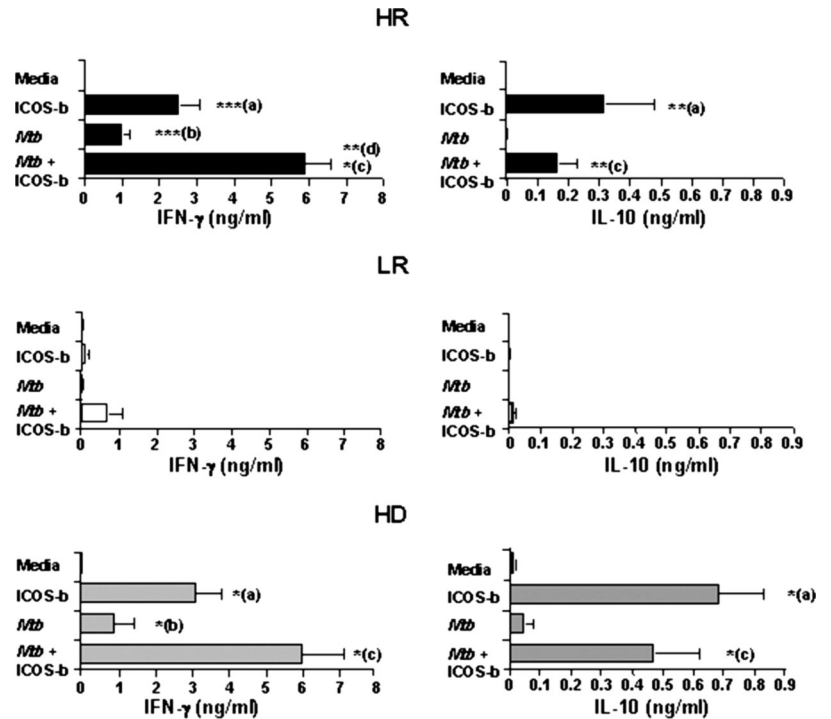 HR
Media
ICOS-b ***(a)
Mtb ***(b)
**(d)
Mtb + *(c)
ICOS-b
0 1 2 3 4 5 6 7 8
IFN-γ (ng/ml)
Media
ICOS-b **(a)
Mtb
Mtb + **(c)
ICOS-b
0 0.1 0.2 0.3 0.4 0.5 0.6 0.7 0.8 0.9
IL-10 (ng/ml)
LR
Media
ICOS-b
Mtb
Mtb +
ICOS-b
0 1 2 3 4 5 6 7 8
IFN-γ (ng/ml)
Media
ICOS-b
Mtb
Mtb +
ICOS-b
0 0.1 0.2 0.3 0.4 0.5 0.6 0.7 0.8 0.9
IL-10 (ng/ml)
HD
Media
ICOS-b *(a)
Mtb *(b)
Mtb + *(c)
ICOS-b
0 1 2 3 4 5 6 7 8
IFN-γ (ng/ml)
Media
ICOS-b *(a)
Mtb
Mtb + *(c)
ICOS-b
0 0.1 0.2 0.3 0.4 0.5 0.6 0.7 0.8 0.9
IL-10 (ng/ml)